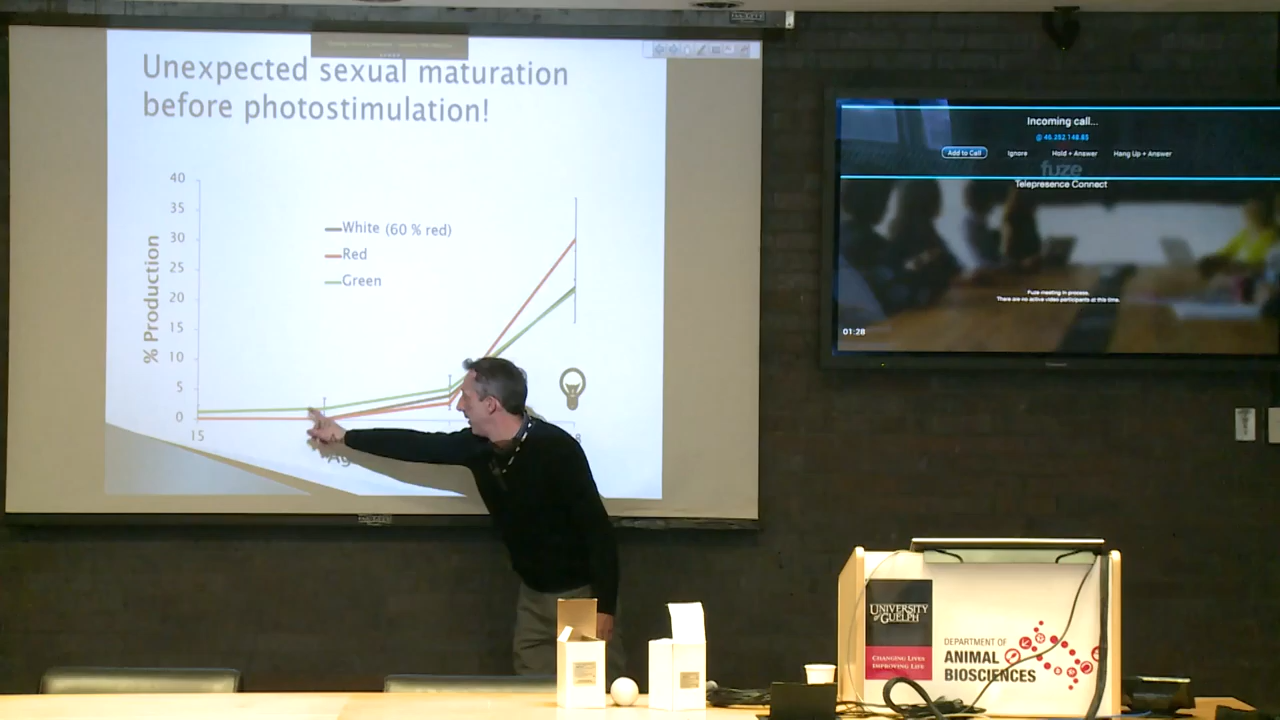 Unexpected sexual maturation
before photostimulation!
40
35
30
25
20
15
10
5
0
% Production
White (60 % red)
Red
Green
15
8
Ag
Incoming call...
@ 46.252.148.85
Add to Call
Ignore
Hold + Answer
Hang Up + Answer
fuze
Telepresence Connect
Fuze meeting in process.
There are no active video participants at this time.
01:28
UNIVERSITY
of GUELPH
CHANGING LIVES
IMPROVING LIFE
DEPARTMENT OF
ANIMAL
BIOSCIENCES